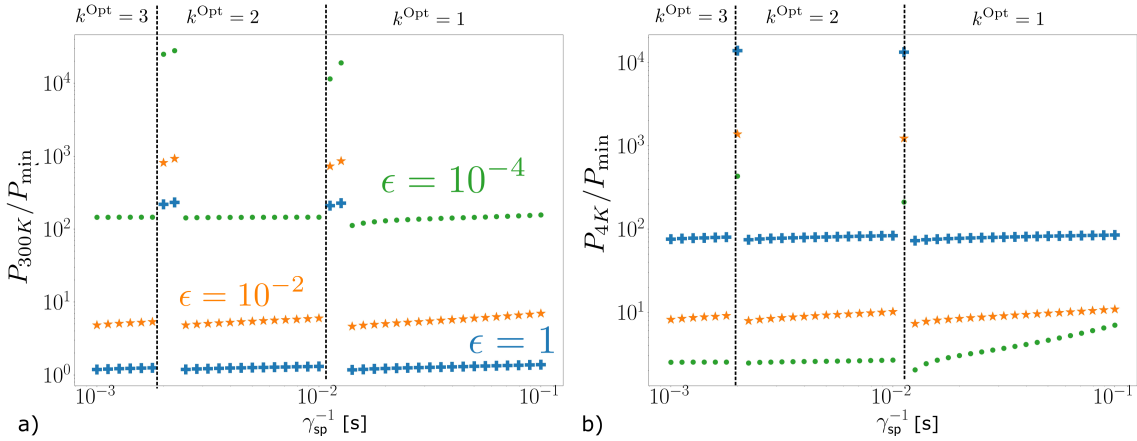 k^Opt = 3 k^Opt = 2 k^Opt = 1
P_300K/P_min
10^4
10^3
10^2
10^1
10^0
ϵ = 10^−4
ϵ = 10^−2
ϵ = 1
10^−3 10^−2 10^−1
γ_sp^−1 [s]
a)
k^Opt = 3 k^Opt = 2 k^Opt = 1
P_4K/P_min
10^4
10^3
10^2
10^1
10^−3 10^−2 10^−1
γ_sp^−1 [s]
b)